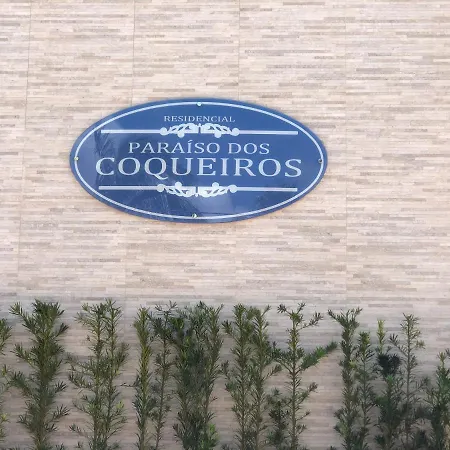 RESIDENCIAL
PARAÍSO DOS
COQUEIROS